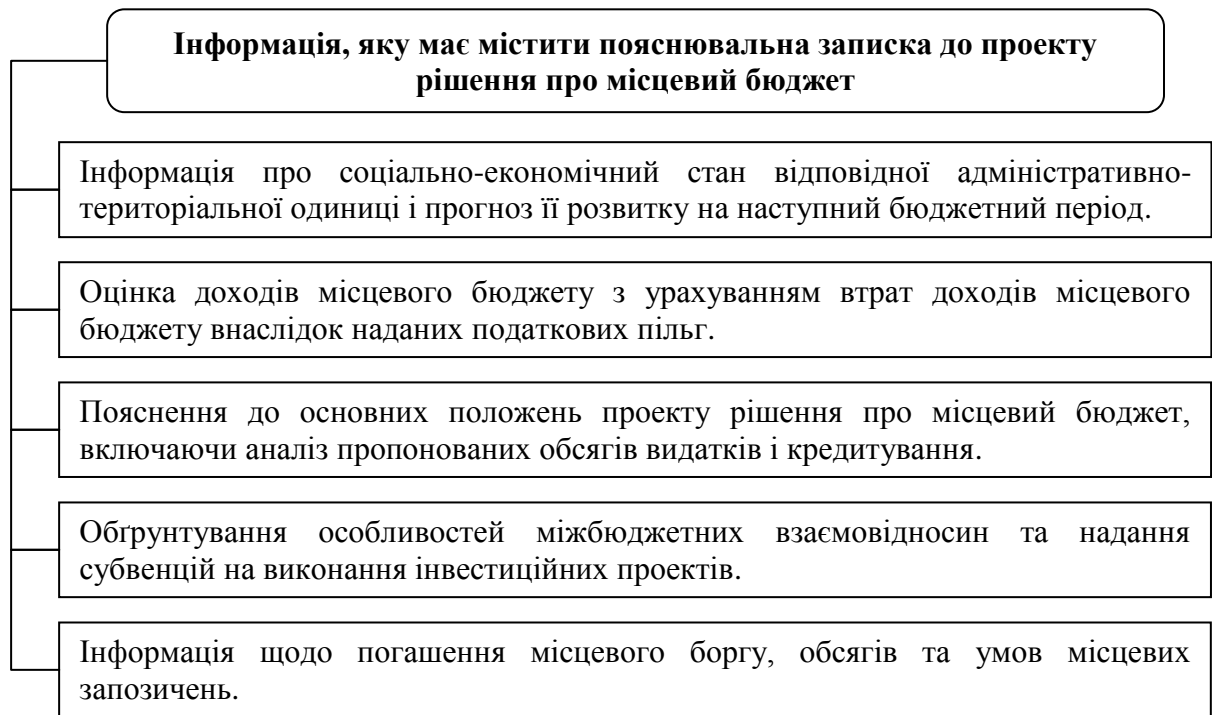 Інформація, яку має містити пояснювальна записка до проекту
рішення про місцевий бюджет
Інформація про соціально-економічний стан відповідної адміністративно-
територіальної одиниці і прогноз її розвитку на наступний бюджетний період.
Оцінка доходів місцевого бюджету з урахуванням втрат доходів місцевого
бюджету внаслідок наданих податкових пільг.
Пояснення до основних положень проекту рішення про місцевий бюджет,
включаючи аналіз пропонованих обсягів видатків і кредитування.
Обґрунтування особливостей міжбюджетних взаємовідносин та надання
субвенцій на виконання інвестиційних проектів.
Інформація щодо погашення місцевого боргу, обсягів та умов місцевих
запозичень.